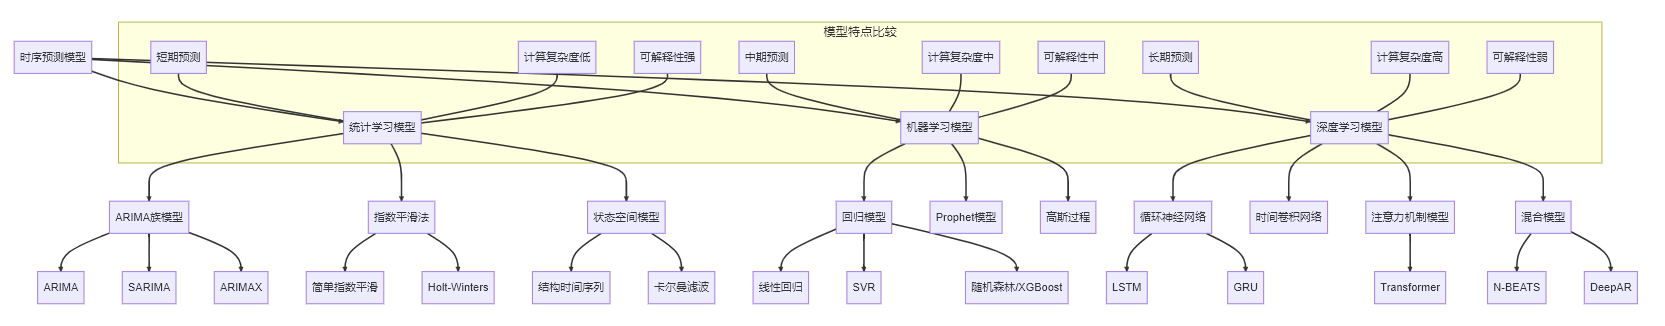 模型特点比较
时序预测模型
短期预测
计算复杂度低
可解释性强
中期预测
计算复杂度中
可解释性中
长期预测
计算复杂度高
可解释性弱
统计学习模型
机器学习模型
深度学习模型
ARIMA族模型
指数平滑法
状态空间模型
回归模型
Prophet模型
高斯过程
循环神经网络
时间卷积网络
注意力机制模型
混合模型
ARIMA
SARIMA
ARIMAX
简单指数平滑
Holt-Winters
结构时间序列
卡尔曼滤波
线性回归
SVR
随机森林/XGBoost
LSTM
GRU
Transformer
N-BEATS
DeepAR